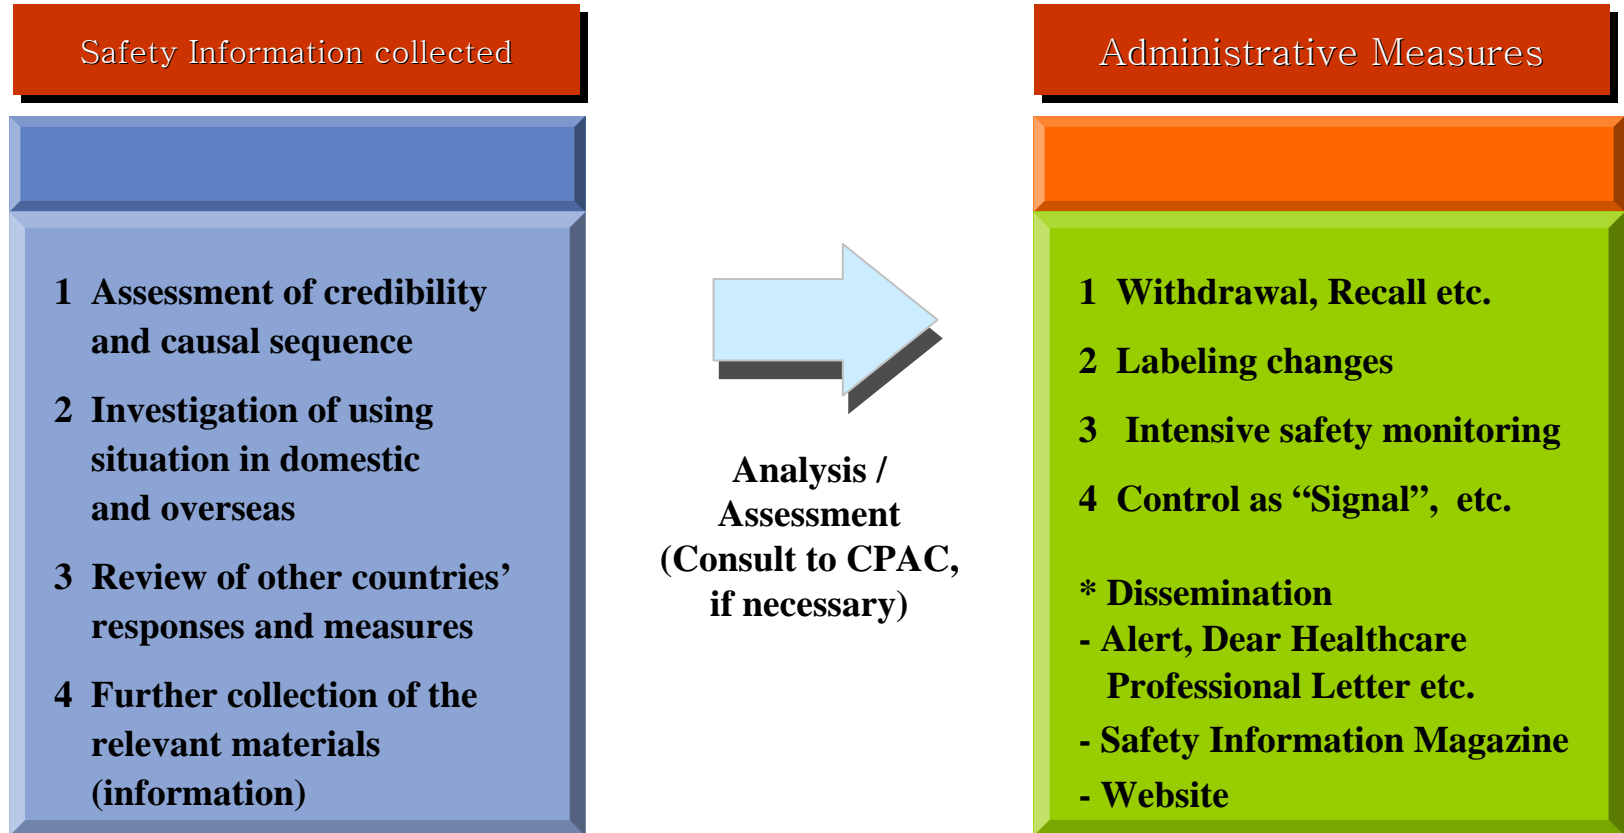 Safety Information collected
1 Assessment of credibility
and causal sequence
2 Investigation of using
situation in domestic
and overseas
3 Review of other countries’
responses and measures
4 Further collection of the
relevant materials
(information)
Analysis /
Assessment
(Consult to CPAC,
if necessary)
Administrative Measures
1 Withdrawal, Recall etc.
2 Labeling changes
3 Intensive safety monitoring
4 Control as “Signal”, etc.
* Dissemination
- Alert, Dear Healthcare
Professional Letter etc.
- Safety Information Magazine
- Website